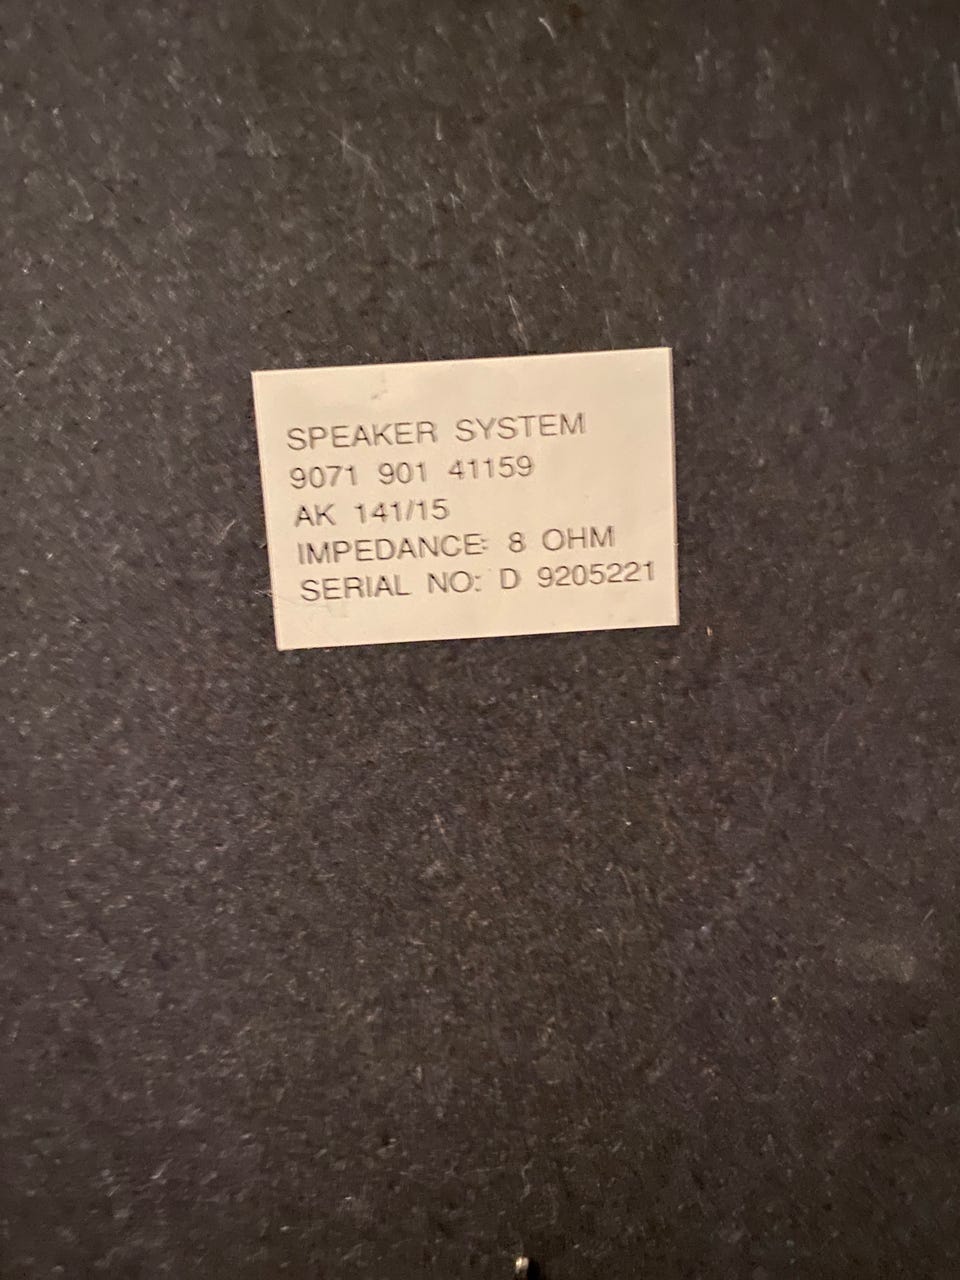 SPEAKER SYSTEM
9071 901 41159
AK 141/15
IMPEDANCE: 8 OHM
SERIAL NO: D 9205221